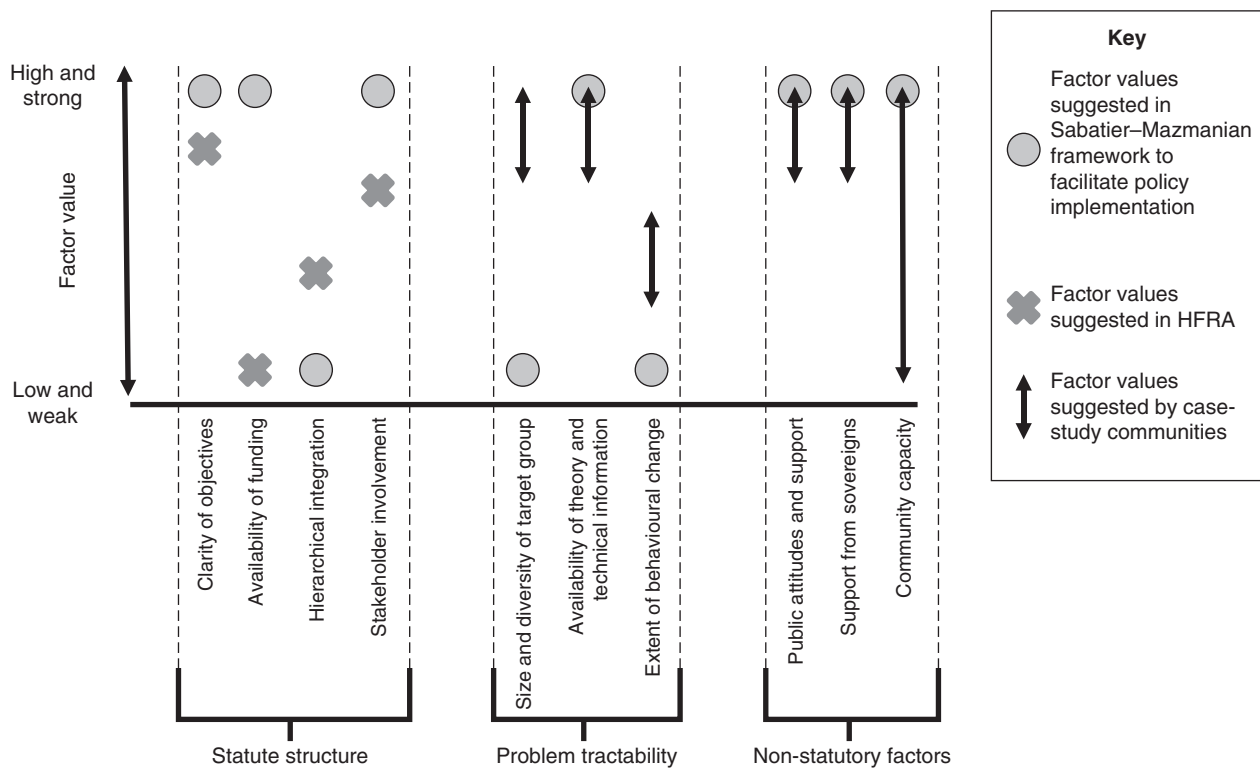 High and
strong
Factor value
Low and
weak
Clarity of objectives
Availability of funding
Hierarchical integration
Stakeholder involvement
Size and diversity of target group
Availability of theory and
technical information
Extent of behavioural change
Public attitudes and support
Support from sovereigns
Community capacity
Statute structure
Problem tractability
Non-statutory factors
Key
Factor values
suggested in
Sabatier–Mazmanian
framework to
facilitate policy
implementation
Factor values
suggested in HFRA
Factor values
suggested by case-
study communities